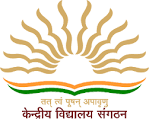 तत् त्वं पूषन् अपावृणु
केन्द्रीय विद्यालय संगठन